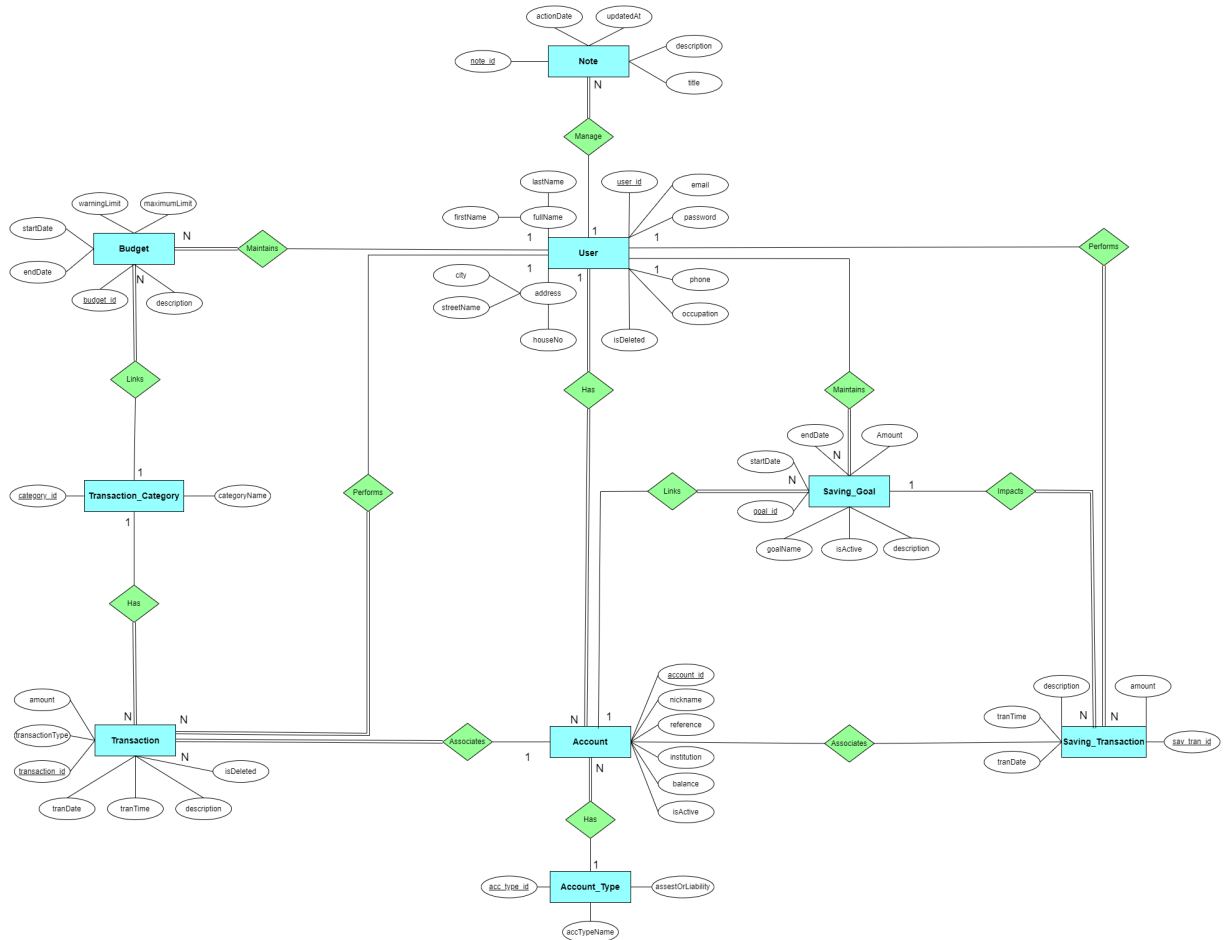 actionDate
updatedAt
description
note_id
Note
title
N
Manage
lastName
user_id
email
firstName
fullName
password
warningLimit
maximumLimit
startDate
N
1
1
1
Budget
Maintains
User
Performs
endDate
N
1
1
1
city
phone
budget_id
description
address
streetName
occupation
houseNo
isDeleted
Links
Has
Maintains
endDate
Amount
N
startDate
1
N
1
category_id
Transaction_Category
categoryName
Performs
Links
Saving_Goal
Impacts
goal_id
1
goalName
isActive
description
Has
account_id
description
amount
amount
nickname
N
N
N
1
N
N
tranTime
reference
transactionType
Transaction
Associates
Account
Associates
Saving_Transaction
sav_tran_id
N
1
institution
tranDate
transaction_id
isDeleted
N
balance
tranDate
tranTime
description
isActive
Has
1
acc_type_id
Account_Type
assestOrLiability
accTypeName